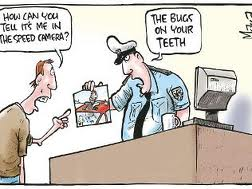 HOW CAN YOU
TELL IT'S ME IN
THE SPEED CAMERA?
THE BUGS
ON YOUR
TEETH